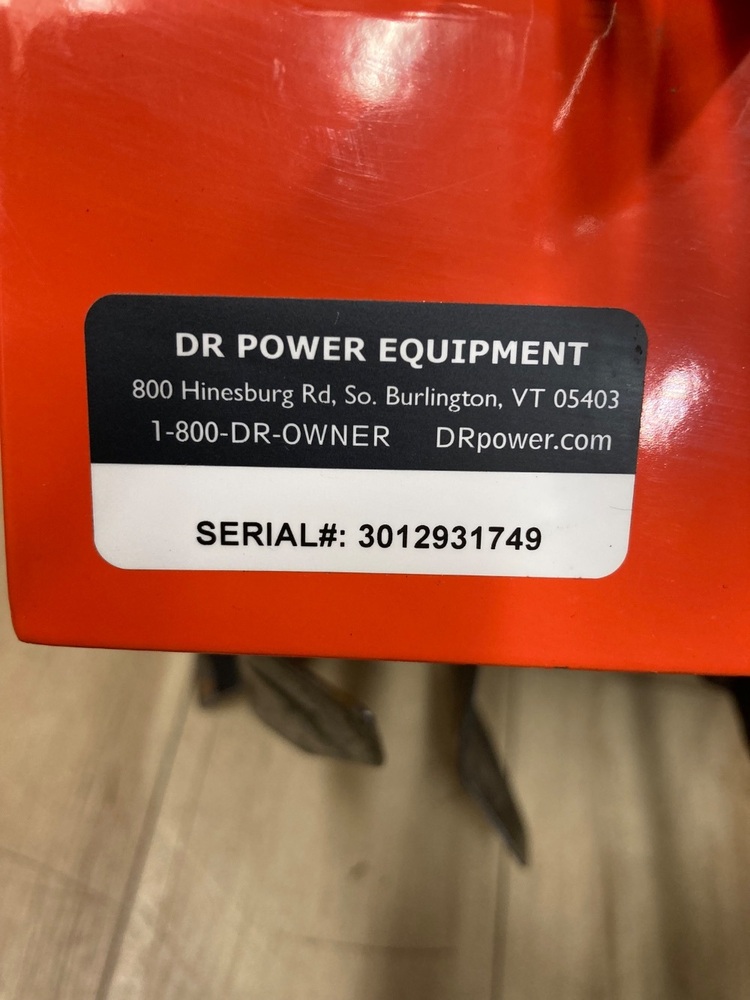 DR POWER EQUIPMENT
800 Hinesburg Rd, So. Burlington, VT 05403
1-800-DR-OWNER DRpower.com
SERIAL#: 3012931749